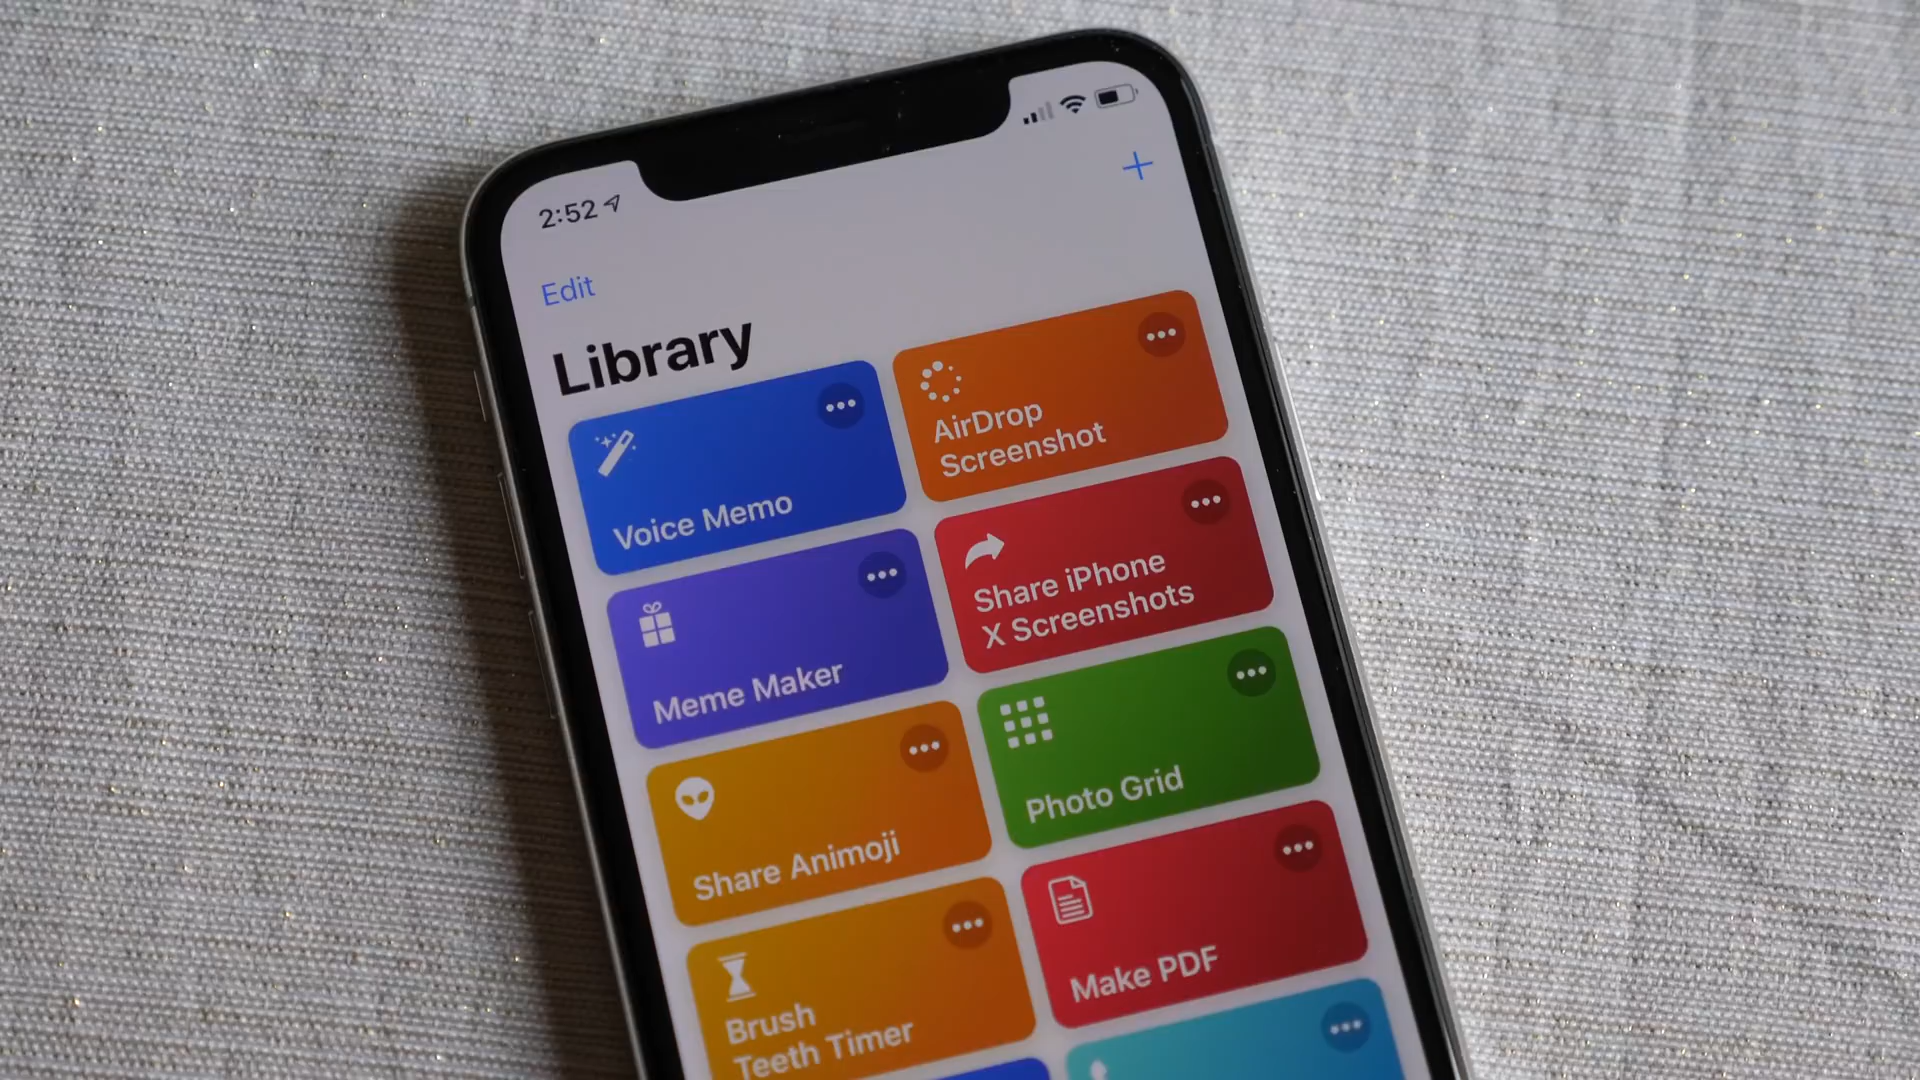 2:52
Edit
Library
Voice Memo
AirDrop
Screenshot
Meme Maker
Share iPhone
X Screenshots
Share Animoji
Photo Grid
Brush
Teeth Timer
Make PDF